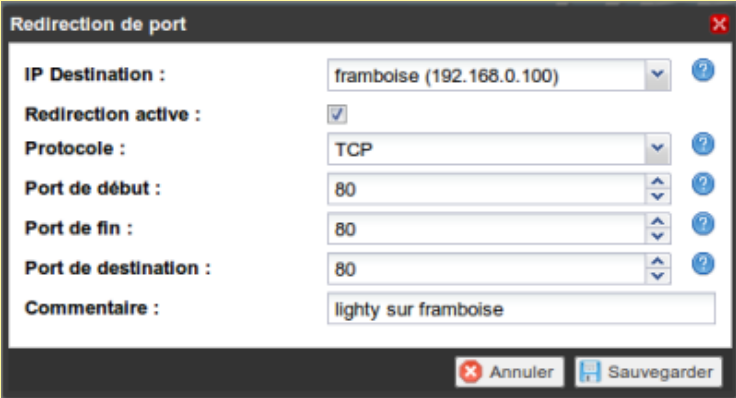 Redirection de port
IP Destination : framboise (192.168.0.100)
Redirection active :
Protocole : TCP
Port de début : 80
Port de fin : 80
Port de destination : 80
Commentaire : lighty sur framboise
Annuler Sauvegarder